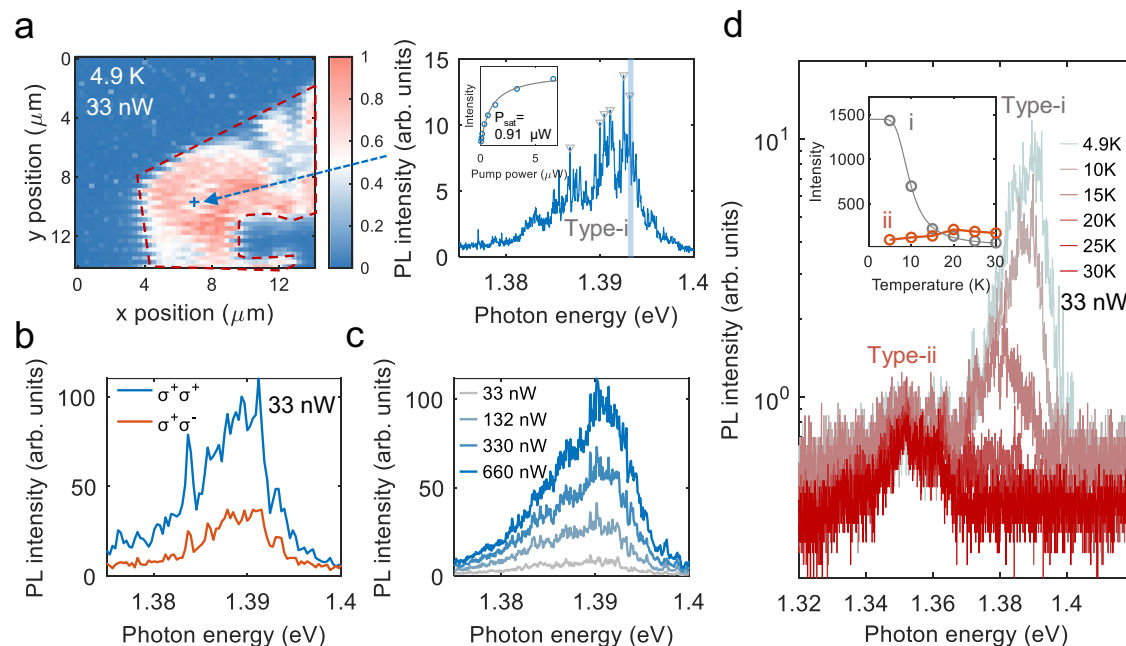 a
4.9 K
33 nW
y position (μm)
0
4
8
12
0
4
8
12
x position (μm)
1
0.8
0.6
0.4
0.2
0
PL intensity (arb. units)
15
10
5
0
Intensity
P_sat=
0.91 μW
0
5
Pump power (μW)
Type-i
1.38
1.39
1.4
Photon energy (eV)
b
PL intensity (arb. units)
100
50
0
σ⁺σ⁺
σ⁺σ⁻
33 nW
1.38
1.39
1.4
Photon energy (eV)
c
PL intensity (arb. units)
100
50
0
33 nW
132 nW
330 nW
660 nW
1.38
1.39
1.4
Photon energy (eV)
d
PL intensity (arb. units)
10¹
10⁰
Intensity
1500
1000
500
i
ii
0
10
20
30
Temperature (K)
Type-i
4.9K
10K
15K
20K
25K
30K
33 nW
Type-ii
1.32
1.34
1.36
1.38
1.4
Photon energy (eV)